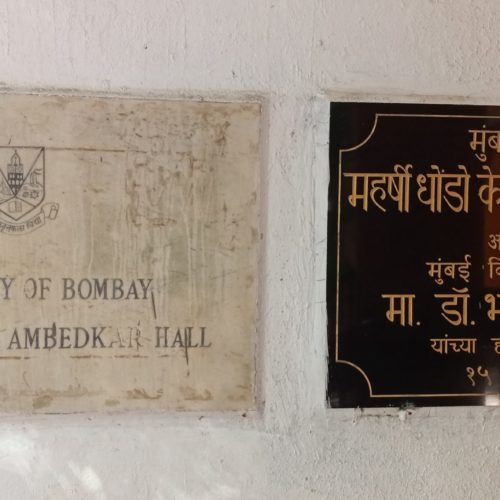 Y OF BOMBAY
AMBEDKAR HALL
मुंब
महर्षी धोंडो के
अ
मुंबई वि
मा. डॉ. भ
यांच्या ह
१५